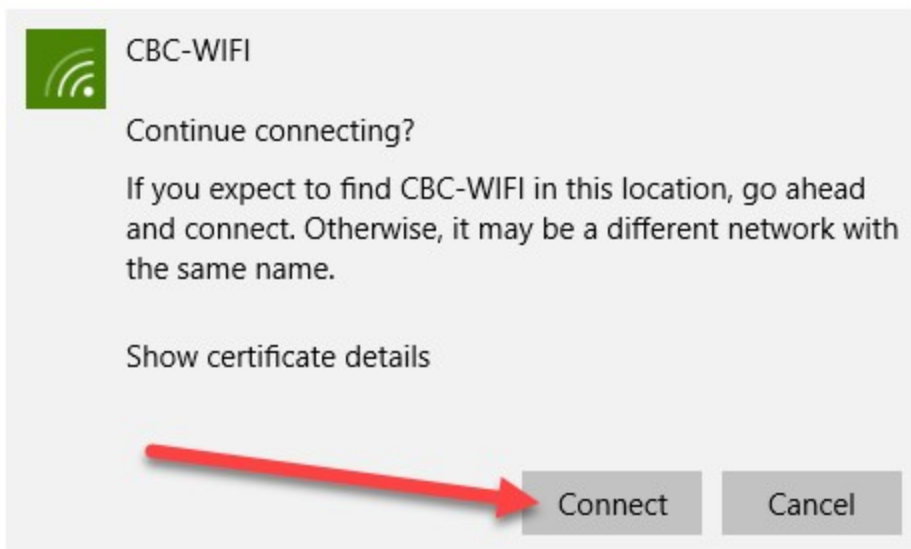 CBC-WIFI
Continue connecting?
If you expect to find CBC-WIFI in this location, go ahead
and connect. Otherwise, it may be a different network with
the same name.
Show certificate details
Connect
Cancel